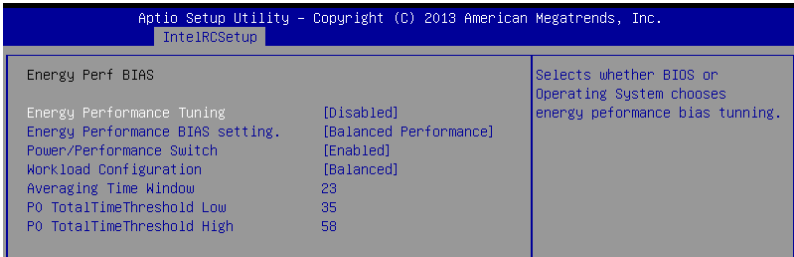 Aptio Setup Utility – Copyright (C) 2013 American Megatrends, Inc.
IntelRCSetup
Energy Perf BIAS
Energy Performance Tuning [Disabled]
Energy Performance BIAS setting. [Balanced Performance]
Power/Performance Switch [Enabled]
Workload Configuration [Balanced]
Averaging Time Window 23
P0 TotalTimeThreshold Low 35
P0 TotalTimeThreshold High 58
Selects whether BIOS or
Operating System chooses
energy peformance bias tunning.